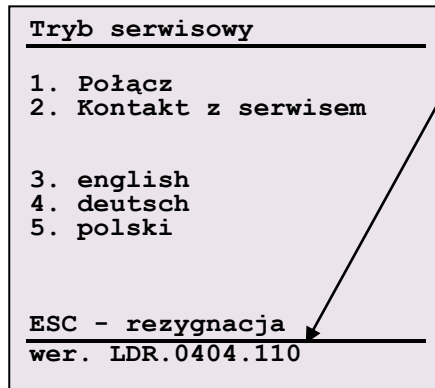 Tryb serwisowy
1. Połącz
2. Kontakt z serwisem
3. english
4. deutsch
5. polski
ESC - rezygnacja
wer. LDR.0404.110